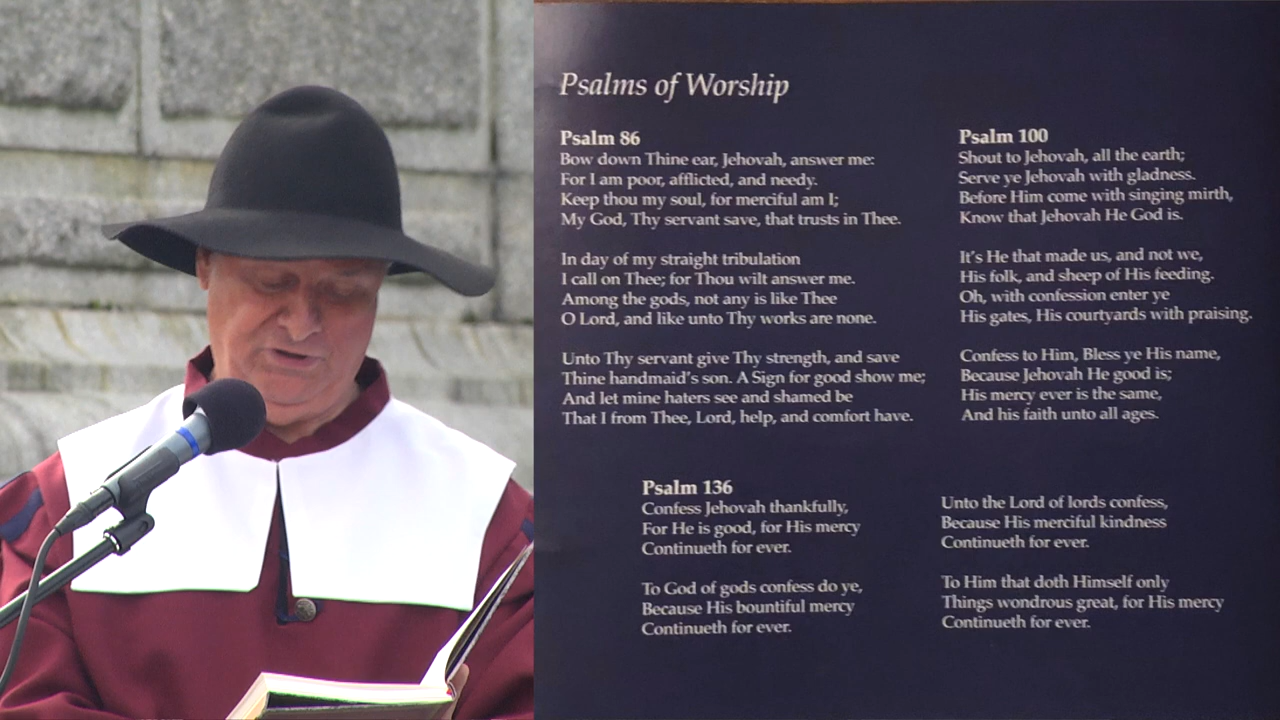 Psalms of Worship
Psalm 86
Bow down Thine ear, Jehovah, answer me:
For I am poor, afflicted, and needy.
Keep thou my soul, for merciful am I;
My God, Thy servant save, that trusts in Thee.
In day of my straight tribulation
I call on Thee; for Thou wilt answer me.
Among the gods, not any is like Thee
O Lord, and like unto Thy works are none.
Unto Thy servant give Thy strength, and save
Thine handmaid's son. A Sign for good show me;
And let mine haters see and shamed be
That I from Thee, Lord, help, and comfort have.
Psalm 100
Shout to Jehovah, all the earth;
Serve ye Jehovah with gladness.
Before Him come with singing mirth,
Know that Jehovah He God is.
It's He that made us, and not we,
His folk, and sheep of His feeding.
Oh, with confession enter ye
His gates, His courtyards with praising.
Confess to Him, Bless ye His name,
Because Jehovah He good is;
His mercy ever is the same,
And his faith unto all ages.
Psalm 136
Confess Jehovah thankfully,
For He is good, for His mercy
Continueth for ever.
To God of gods confess do ye,
Because His bountiful mercy
Continueth for ever.
Unto the Lord of lords confess,
Because His merciful kindness
Continueth for ever.
To Him that doth Himself only
Things wondrous great, for His mercy
Continueth for ever.